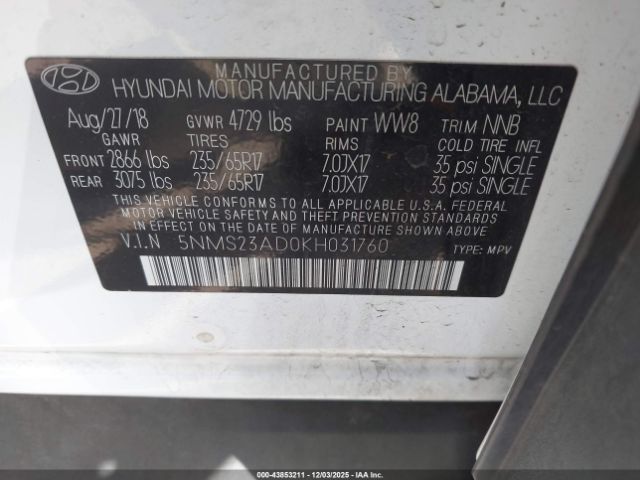 MANUFACTURED BY
HYUNDAI MOTOR MANUFACTURING ALABAMA, LLC
Aug/27/18 GVWR 4729 lbs PAINT WW8 TRIM NNB
GAWR TIRES RIMS COLD TIRE INFL
FRONT 2866 lbs 235/65R17 7.0JX17 35 psi SINGLE
REAR 3075 lbs 235/65R17 7.0JX17 35 psi SINGLE
THIS VEHICLE CONFORMS TO ALL APPLICABLE U.S.A. FEDERAL
MOTOR VEHICLE SAFETY AND THEFT PREVENTION STANDARDS
IN EFFECT ON THE DATE OF MANUFACTURE SHOWN ABOVE.
V.I.N 5NMS23AD0KH031760 TYPE: MPV
© IAA - 43853211 - 12/03/2025 - IAAI.COM